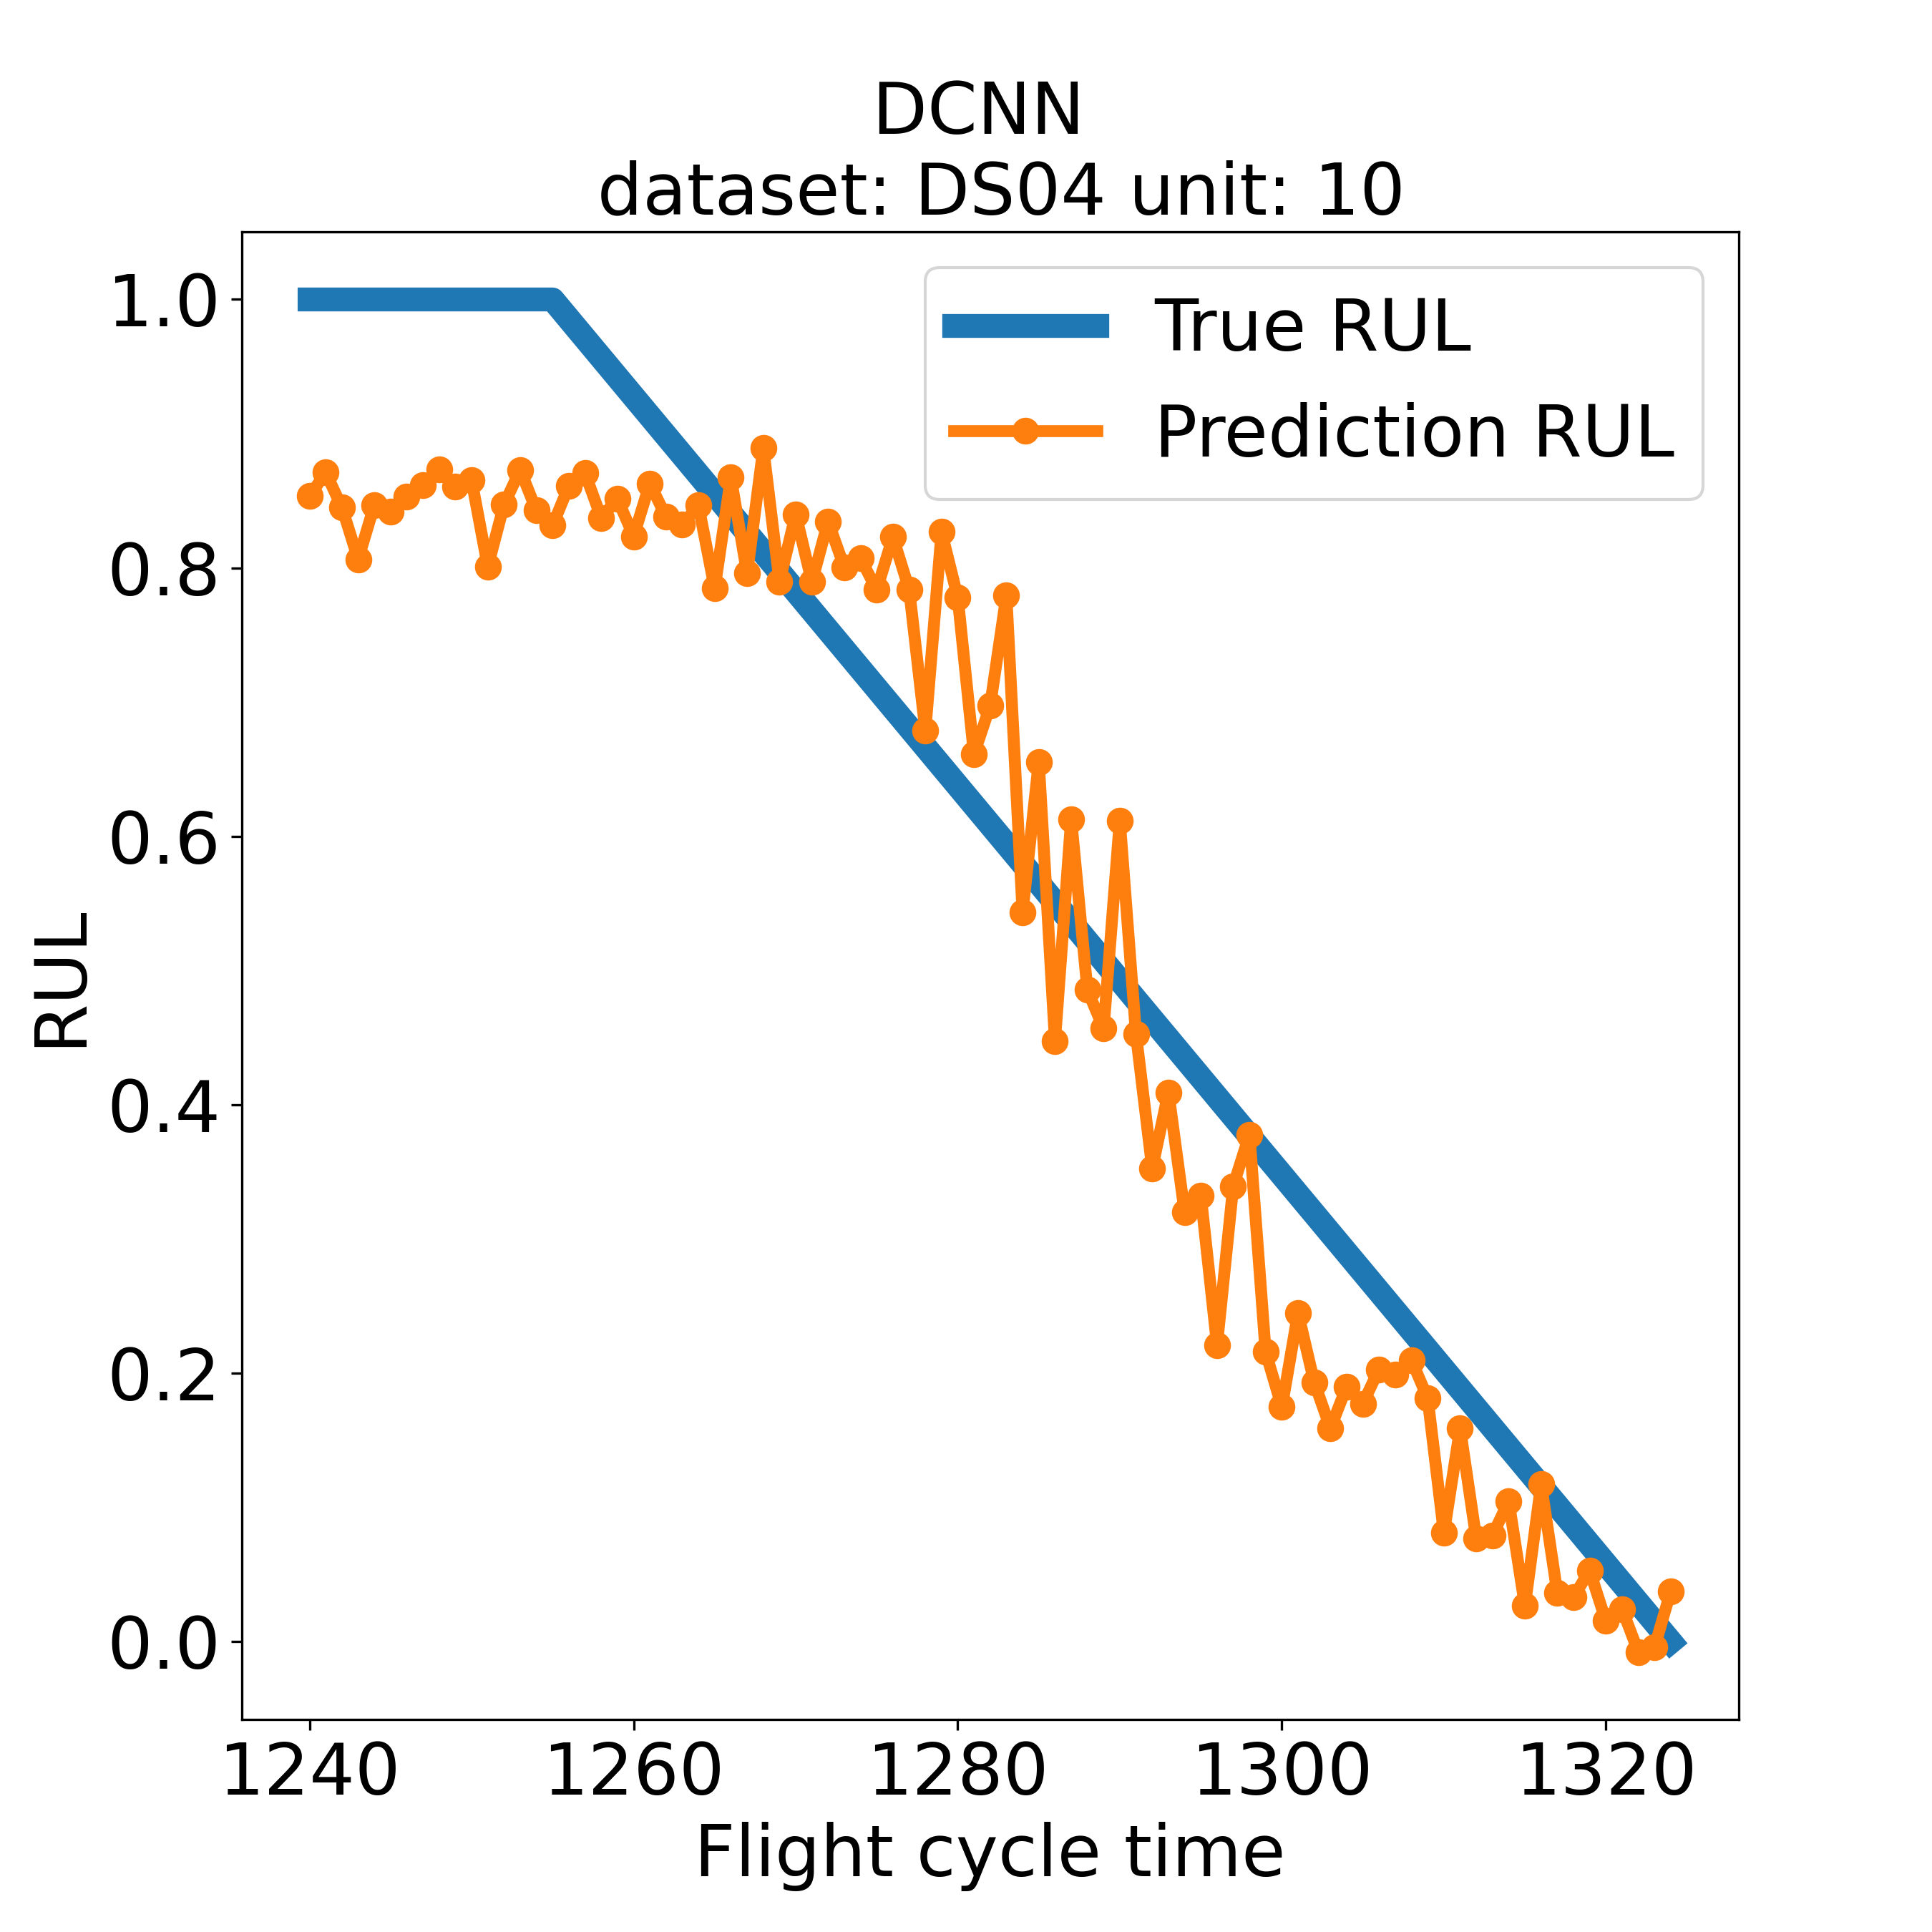 DCNN
dataset: DS04 unit: 10
True RUL
Prediction RUL
1.0
0.8
0.6
0.4
0.2
0.0
RUL
1240 1260 1280 1300 1320
Flight cycle time